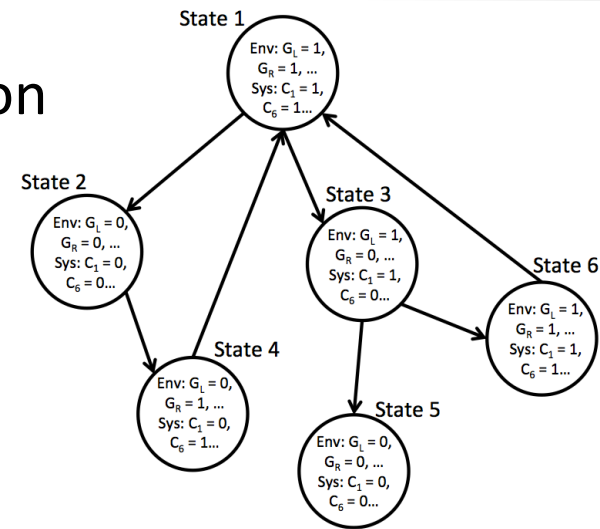 State 1
Env: G_L = 1,
G_R = 1, ...
Sys: C_1 = 1,
C_6 = 1...
on
State 2
Env: G_L = 0,
G_R = 0, ...
Sys: C_1 = 0,
C_6 = 0...
State 3
Env: G_L = 1,
G_R = 0, ...
Sys: C_1 = 1,
C_6 = 0...
State 6
Env: G_L = 1,
G_R = 1, ...
Sys: C_1 = 1,
C_6 = 1...
State 4
Env: G_L = 0,
G_R = 1, ...
Sys: C_1 = 0,
C_6 = 1...
State 5
Env: G_L = 0,
G_R = 0, ...
Sys: C_1 = 0,
C_6 = 0...